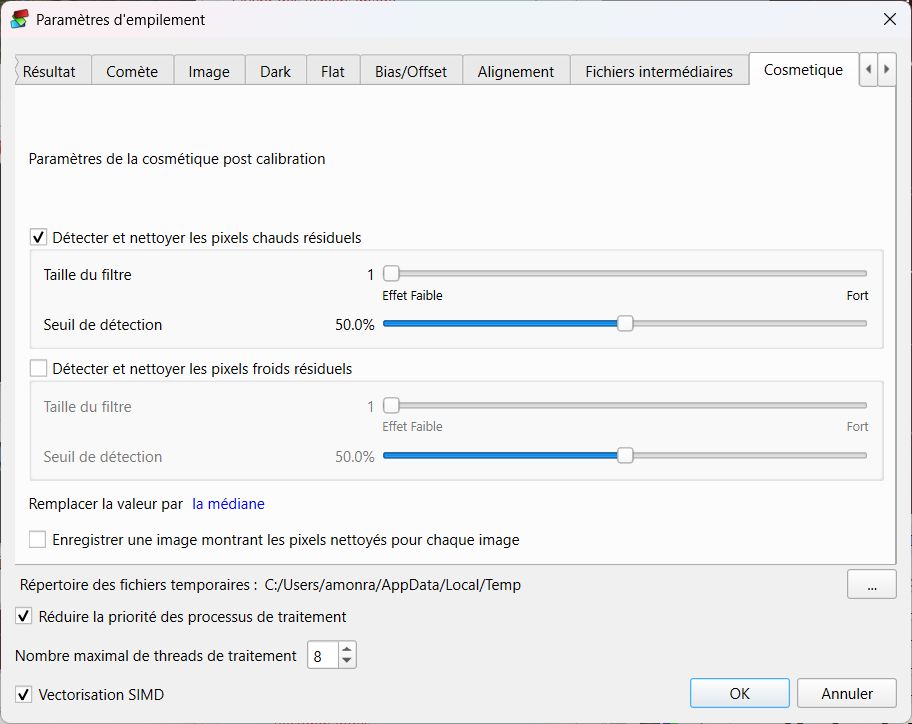 Paramètres d'empilement
Résultat Comète Image Dark Flat Bias/Offset Alignement Fichiers intermédiaires Cosmetique
Paramètres de la cosmétique post calibration
Détecter et nettoyer les pixels chauds résiduels
Taille du filtre 1
Effet Faible Fort
Seuil de détection 50.0%
Détecter et nettoyer les pixels froids résiduels
Taille du filtre 1
Effet Faible Fort
Seuil de détection 50.0%
Remplacer la valeur par la médiane
Enregistrer une image montrant les pixels nettoyés pour chaque image
Répertoire des fichiers temporaires : C:/Users/amonra/AppData/Local/Temp ...
Réduire la priorité des processus de traitement
Nombre maximal de threads de traitement 8
Vectorisation SIMD
OK Annuler